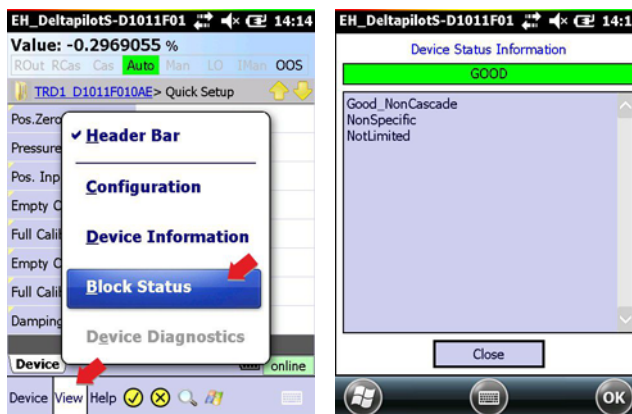 EH_DeltapilotS-D1011F01 14:14
Value: -0.2969055 %
ROut RCas Cas Auto Man LO IMan OOS
TRD1_D1011F010AE> Quick Setup
Pos.Zero
Pressure
Pos. Inp
Empty C
Full Calib
Empty C
Full Calib
Damping
Header Bar
Configuration
Device Information
Block Status
Device Diagnostics
Device online
Device View Help
EH_DeltapilotS-D1011F01 14:1
Device Status Information
GOOD
Good_NonCascade
NonSpecific
NotLimited
Close
OK